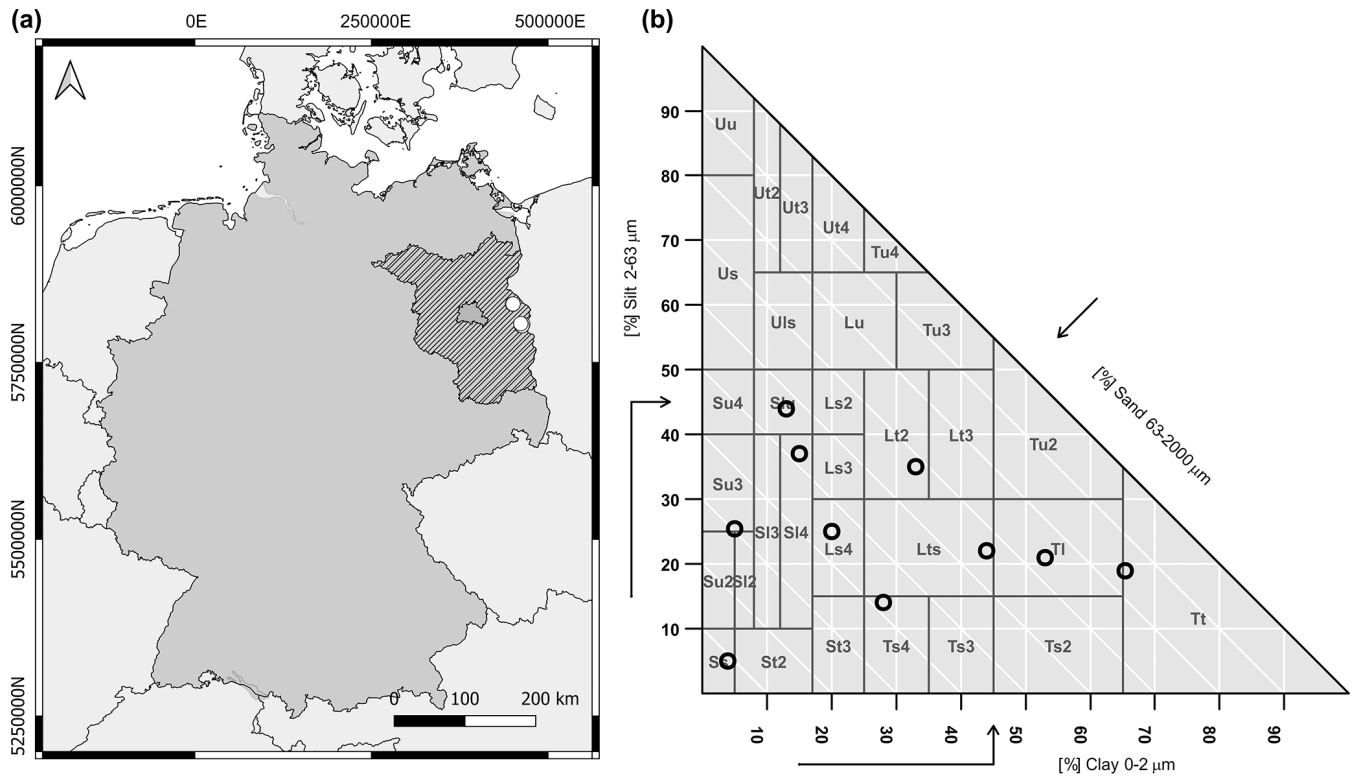 (a)
0E 250000E 500000E
6000000N
5750000N
5500000N
5250000N
0 100 200 km
(b)
[%] Silt 2-63 µm
90
80
70
60
50
40
30
20
10
Uu
Ut2
Ut3
Ut4
Tu4
Us
Uls
Lu
Tu3
Su4
Slu
Ls2
Lt2
Lt3
Tu2
Su3
Ls3
Sl3
Sl4
Ls4
Lts
Tl
Su2
Sl2
Tt
Ss
St2
St3
Ts4
Ts3
Ts2
[%] Sand 63-2000 µm
10 20 30 40 50 60 70 80 90
[%] Clay 0-2 µm